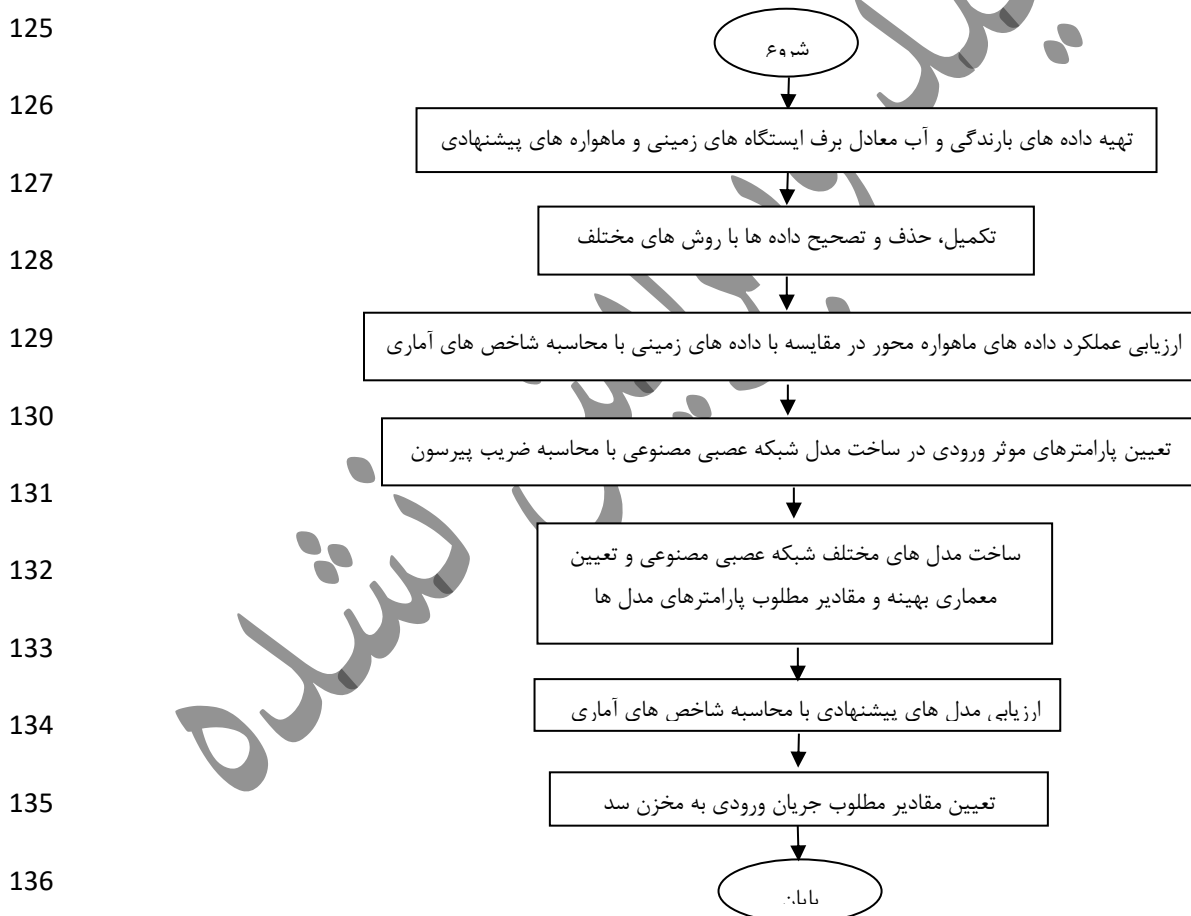 125
شروع
126
تهیه داده های بارندگی و آب معادل برف ایستگاه های زمینی و ماهواره های پیشنهادی
127
تکمیل، حذف و تصحیح داده ها با روش های مختلف
128
129
ارزیابی عملکرد داده های ماهواره محور در مقایسه با داده های زمینی با محاسبه شاخص های آماری
130
تعیین پارامترهای موثر ورودی در ساخت مدل شبکه عصبی مصنوعی با محاسبه ضریب پیرسون
131
ساخت مدل های مختلف شبکه عصبی مصنوعی و تعیین
132
معماری بهینه و مقادیر مطلوب پارامترهای مدل ها
133
ارزیابی مدل های پیشنهادی با محاسبه شاخص های آماری
134
تعیین مقادیر مطلوب جریان ورودی به مخزن سد
135
پایان
136
نشده